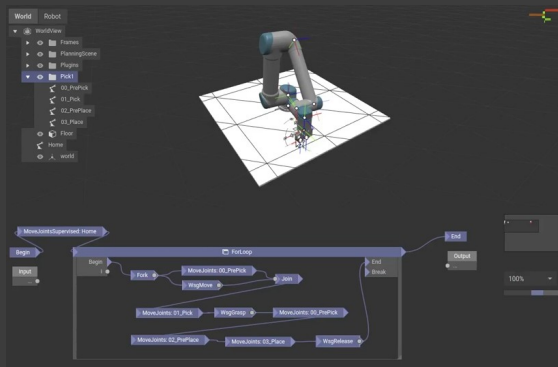 World Robot
WorldView
Frames
PlanningScene
Plugins
Pick1
00_PrePick
01_Pick
02_PrePlace
03_Place
Floor
Home
world
MoveJointsSupervised: Home
Begin
Input
...
ForLoop
Begin
I
Fork
MoveJoints: 00_PrePick
WsgMove
Join
End
Break
MoveJoints: 01_Pick
WsgGrasp
MoveJoints: 00_PrePick
MoveJoints: 02_PrePlace
MoveJoints: 03_Place
WsgRelease
End
Output
...
100%